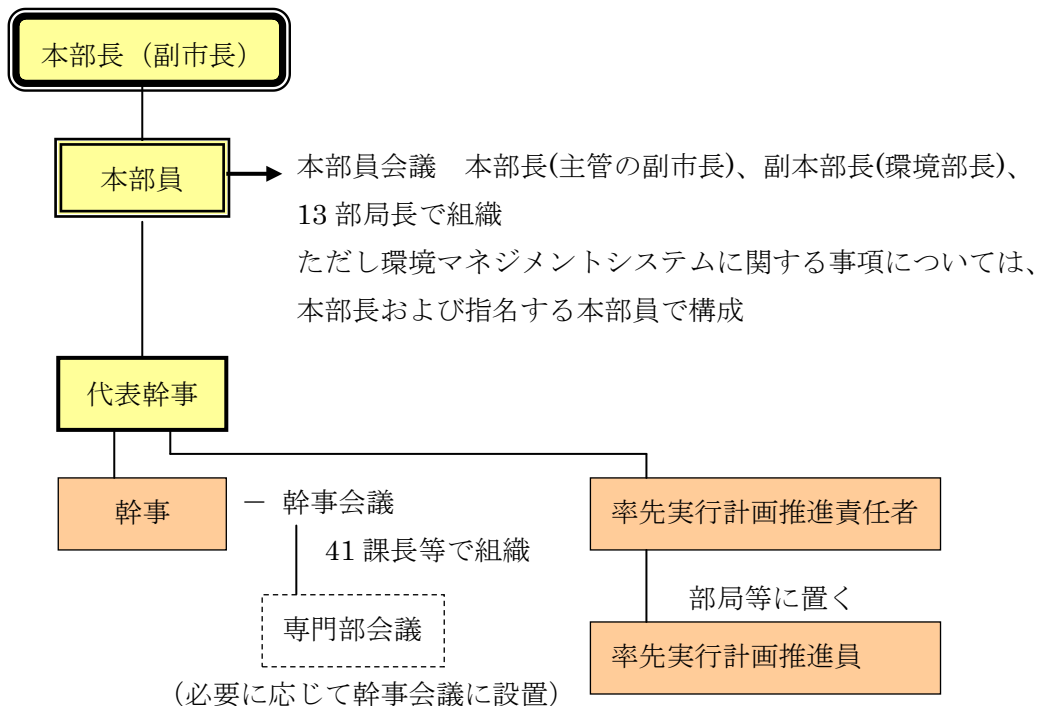 本部長（副市長）
本部員
本部員会議　本部長(主管の副市長)、副本部長(環境部長)、
13 部局長で組織
ただし環境マネジメントシステムに関する事項については、
本部長および指名する本部員で構成
代表幹事
幹事
－ 幹事会議
41 課長等で組織
専門部会議
（必要に応じて幹事会議に設置）
率先実行計画推進責任者
部局等に置く
率先実行計画推進員